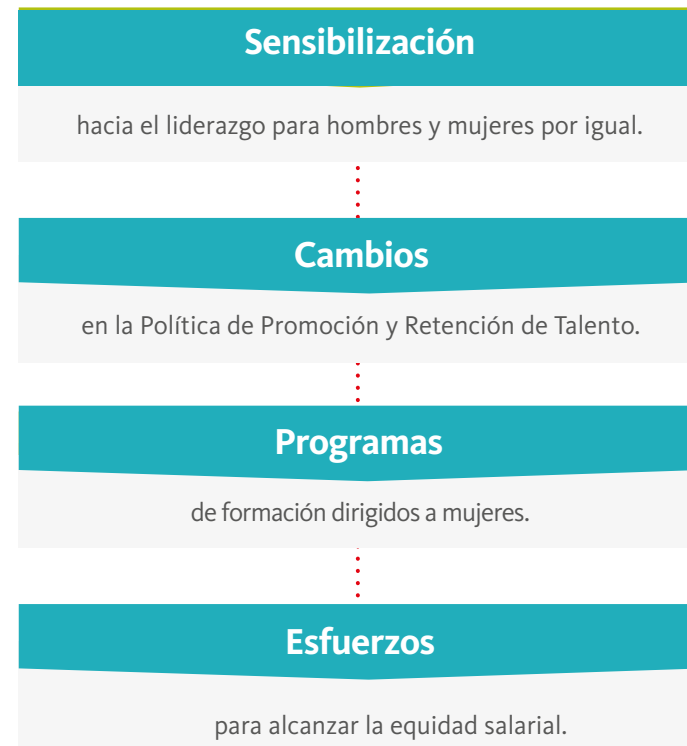 Sensibilización
hacia el liderazgo para hombres y mujeres por igual.
Cambios
en la Política de Promoción y Retención de Talento.
Programas
de formación dirigidos a mujeres.
Esfuerzos
para alcanzar la equidad salarial.